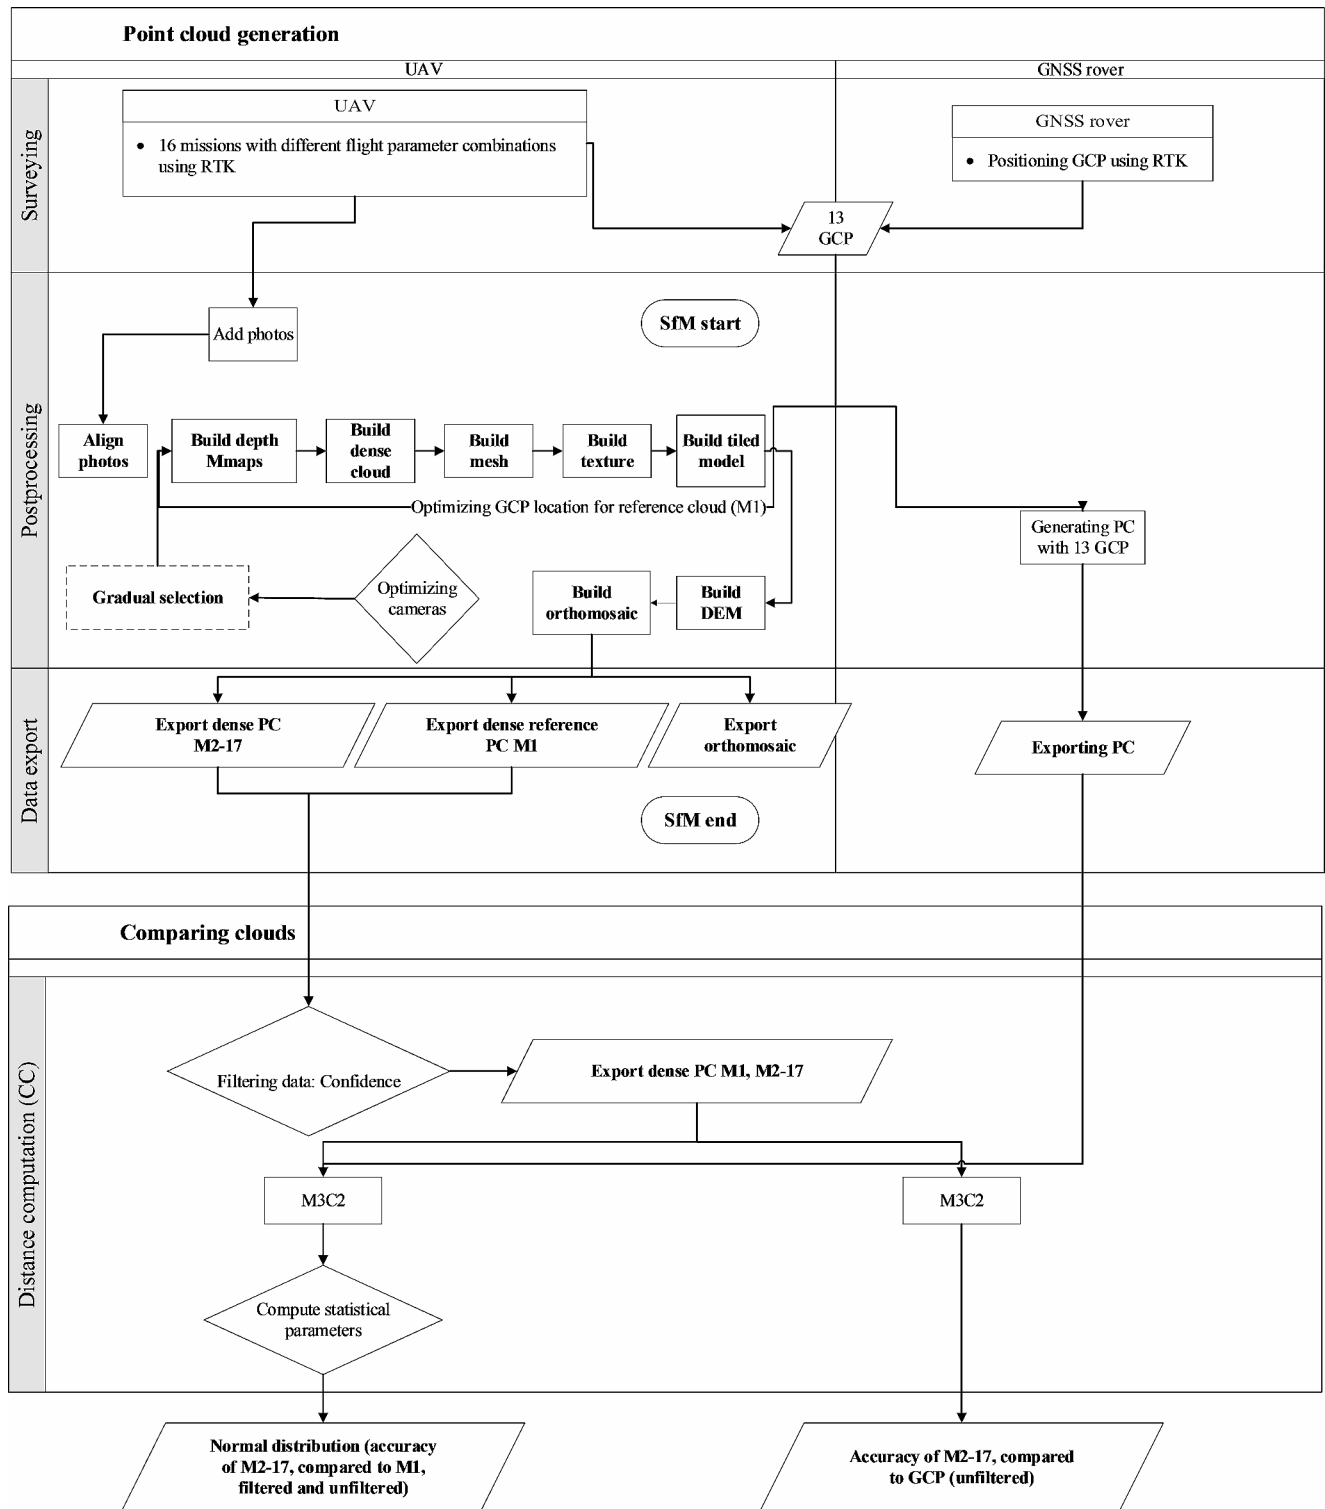 Point cloud generation
UAV
GNSS rover
Surveying
UAV
• 16 missions with different flight parameter combinations
using RTK
GNSS rover
• Positioning GCP using RTK
13
GCP
Postprocessing
SfM start
Add photos
Align
photos
Build depth
Mmaps
Build
dense
cloud
Build
mesh
Build
texture
Build tiled
model
Optimizing GCP location for reference cloud (M1)
Generating PC
with 13 GCP
Gradual selection
Optimizing
cameras
Build
orthomosaic
Build
DEM
Data export
Export dense PC
M2-17
Export dense reference
PC M1
Export
orthomosaic
Exporting PC
SfM end
Comparing clouds
Distance computation (CC)
Filtering data: Confidence
Export dense PC M1, M2-17
M3C2
M3C2
Compute statistical
parameters
Normal distribution (accuracy
of M2-17, compared to M1,
filtered and unfiltered)
Accuracy of M2-17, compared
to GCP (unfiltered)